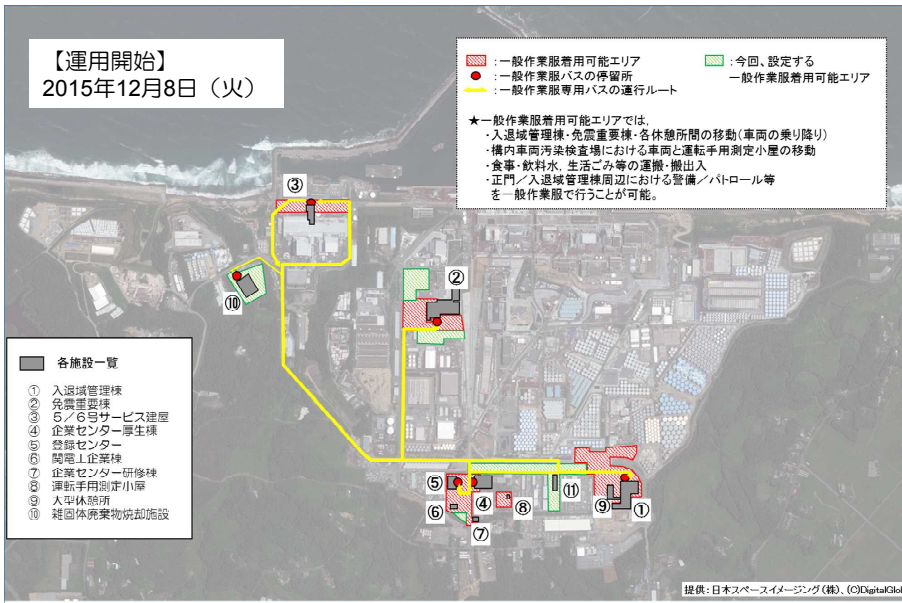 【運用開始】
2015年12月8日（火）
：一般作業服着用可能エリア
：今回、設定する
一般作業服着用可能エリア
：一般作業服バスの停留所
：一般作業服専用バスの運行ルート
★一般作業服着用可能エリアでは，
・入退域管理棟・免震重要棟・各休憩所間の移動（車両の乗り降り）
・構内車両汚染検査場における車両と運転手用測定小屋の移動
・食事・飲料水，生活ごみ等の運搬・搬出入
・正門／入退域管理棟周辺における警備／パトロール等
を一般作業服で行うことが可能。
③
②
⑩
各施設一覧
① 入退域管理棟
② 免震重要棟
③ ５／６号サービス建屋
④ 企業センター厚生棟
⑤ 登録センター
⑥ 関電工企業棟
⑦ 企業センター研修棟
⑧ 運転手用測定小屋
⑨ 大型休憩所
⑩ 雑固体廃棄物焼却施設
⑤
④
⑧
⑪
⑨
①
⑥
⑦
提供：日本スペースイメージング（株）、(C)DigitalGlo